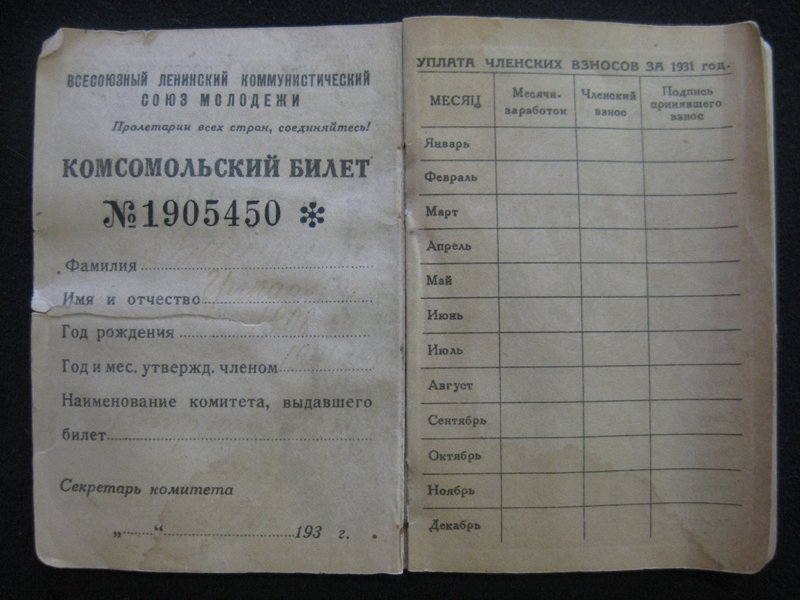 ВСЕСОЮЗНЫЙ ЛЕНИНСКИЙ КОММУНИСТИЧЕСКИЙ
СОЮЗ МОЛОДЕЖИ
Пролетарии всех стран, соединяйтесь!
КОМСОМОЛЬСКИЙ БИЛЕТ
№1905450 *
Фамилия
Имя и отчество
Год рождения
Год и мес. утвержд. членом
Наименование комитета, выдавшего
билет
Секретарь комитета
„ “ 193 г.
УПЛАТА ЧЛЕНСКИХ ВЗНОСОВ ЗА 1931 год.
МЕСЯЦ
Месячн. заработок
Членский взнос
Подпись принявшего взнос
Январь
Февраль
Март
Апрель
Май
Июнь
Июль
Август
Сентябрь
Октябрь
Ноябрь
Декабрь